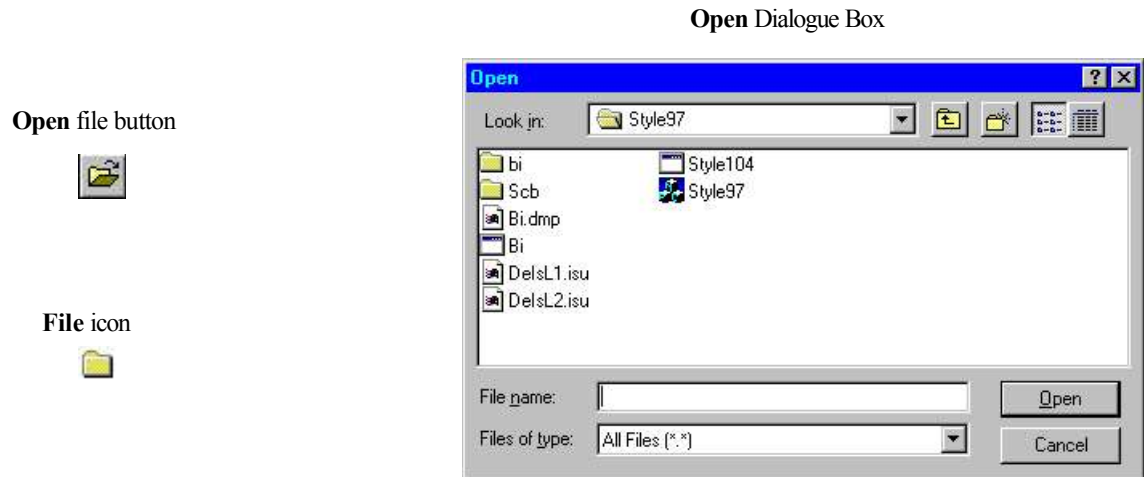 Open Dialogue Box
Open
Look in:
Style97
Open file button
bi
Style104
Scb
Style97
Bi.dmp
Bi
DelsL1.isu
DelsL2.isu
File icon
File name:
Open
Files of type:
All Files (*.*)
Cancel